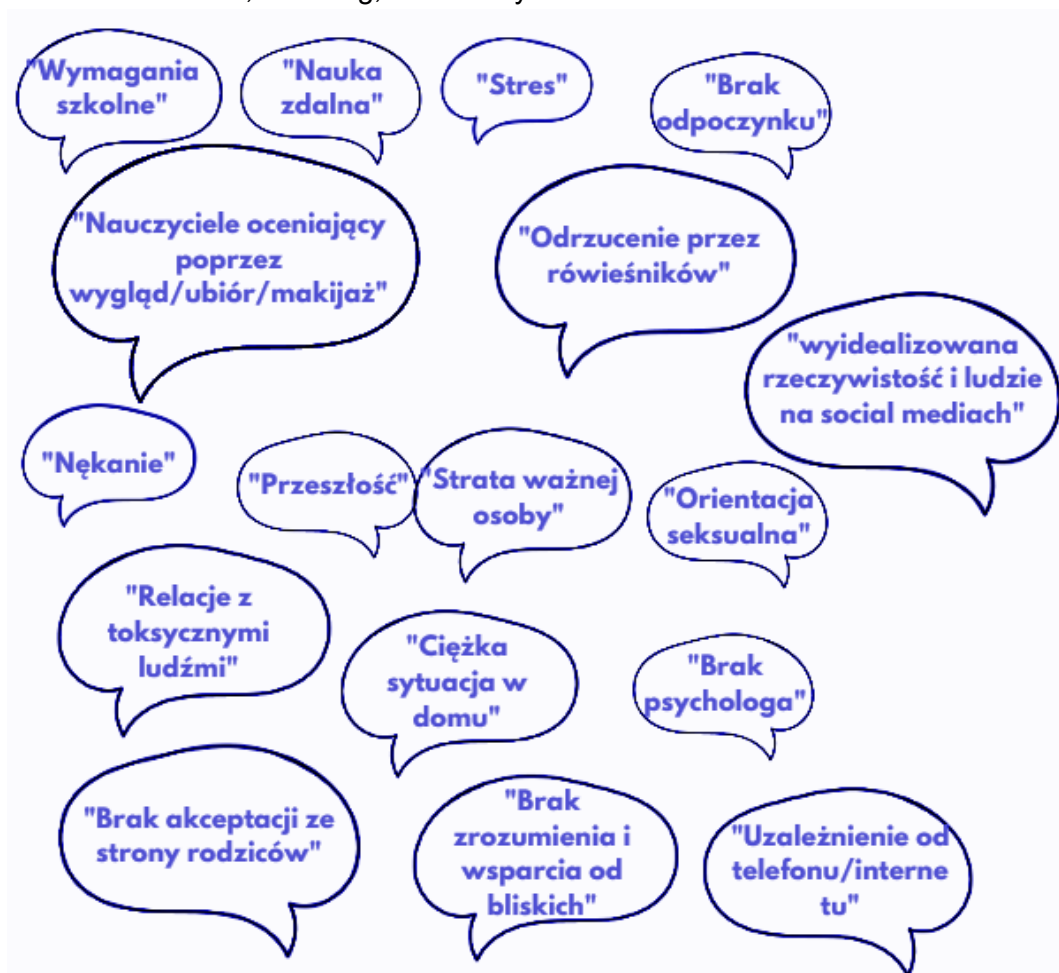 "Wymagania
szkolne"
"Nauka
zdalna"
"Stres"
"Brak
odpoczynku"
"Nauczyciele oceniający
poprzez
wygląd/ubiór/makijaż"
"Odrzucenie przez
rówieśników"
"wyidealizowana
rzeczywistość i ludzie
na social mediach"
"Nękanie"
"Przeszłość"
"Strata ważnej
osoby"
"Orientacja
seksualna"
"Relacje z
toksycznymi
ludźmi"
"Ciężka
sytuacja w
domu"
"Brak
psychologa"
"Brak akceptacji ze
strony rodziców"
"Brak
zrozumienia i
wsparcia od
bliskich"
"Uzależnienie od
telefonu/interne
tu"